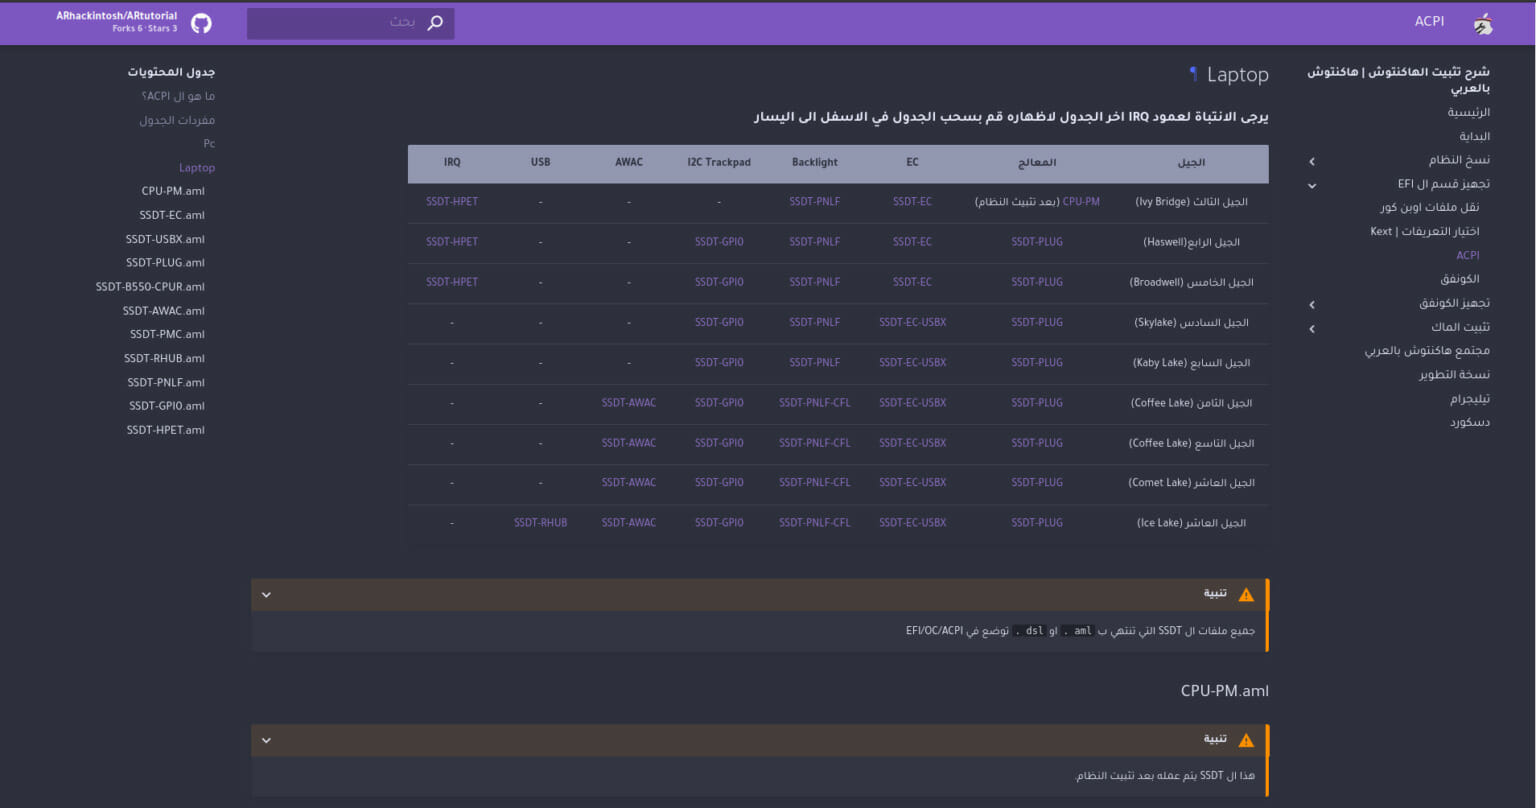 ACPI
بحث
ARhackintosh/ARtutorial
Forks 6 · Stars 3
شرح تثبيت الهاكنتوش | هاكنتوش
بالعربي
الرئيسية
البداية
نسخ النظام
تجهيز قسم ال EFI
نقل ملفات اوبن كور
اختيار التعريفات | Kext
ACPI
الكونفق
تجهيز الكونفق
تثبيت الماك
مجتمع هاكنتوش بالعربي
نسخة التطوير
تيليجرام
دسكورد
Laptop ¶
يرجى الانتباة لعمود IRQ اخر الجدول لاظهاره قم بسحب الجدول في الاسفل الى اليسار
الجيل المعالج EC Backlight I2C Trackpad AWAC USB IRQ
الجيل الثالث (Ivy Bridge) CPU-PM (بعد تثبيت النظام) SSDT-EC SSDT-PNLF - - - SSDT-HPET
الجيل الرابع(Haswell) SSDT-PLUG SSDT-EC SSDT-PNLF SSDT-GPI0 - - SSDT-HPET
الجيل الخامس (Broadwell) SSDT-PLUG SSDT-EC SSDT-PNLF SSDT-GPI0 - - SSDT-HPET
الجيل السادس (Skylake) SSDT-PLUG SSDT-EC-USBX SSDT-PNLF SSDT-GPI0 - - -
الجيل السابع (Kaby Lake) SSDT-PLUG SSDT-EC-USBX SSDT-PNLF SSDT-GPI0 - - -
الجيل الثامن (Coffee Lake) SSDT-PLUG SSDT-EC-USBX SSDT-PNLF-CFL SSDT-GPI0 SSDT-AWAC - -
الجيل التاسع (Coffee Lake) SSDT-PLUG SSDT-EC-USBX SSDT-PNLF-CFL SSDT-GPI0 SSDT-AWAC - -
الجيل العاشر (Comet Lake) SSDT-PLUG SSDT-EC-USBX SSDT-PNLF-CFL SSDT-GPI0 SSDT-AWAC - -
الجيل العاشر (Ice Lake) SSDT-PLUG SSDT-EC-USBX SSDT-PNLF-CFL SSDT-GPI0 SSDT-AWAC SSDT-RHUB -
تنبية
جميع ملفات ال SSDT التي تنتهي ب aml . او dsl . توضع في EFI/OC/ACPI
CPU-PM.aml
تنبية
هذا ال SSDT يتم عمله بعد تثبيت النظام.
جدول المحتويات
ما هو ال ACPI؟
مفردات الجدول
Pc
Laptop
CPU-PM.aml
SSDT-EC.aml
SSDT-USBX.aml
SSDT-PLUG.aml
SSDT-B550-CPUR.aml
SSDT-AWAC.aml
SSDT-PMC.aml
SSDT-RHUB.aml
SSDT-PNLF.aml
SSDT-GPI0.aml
SSDT-HPET.aml